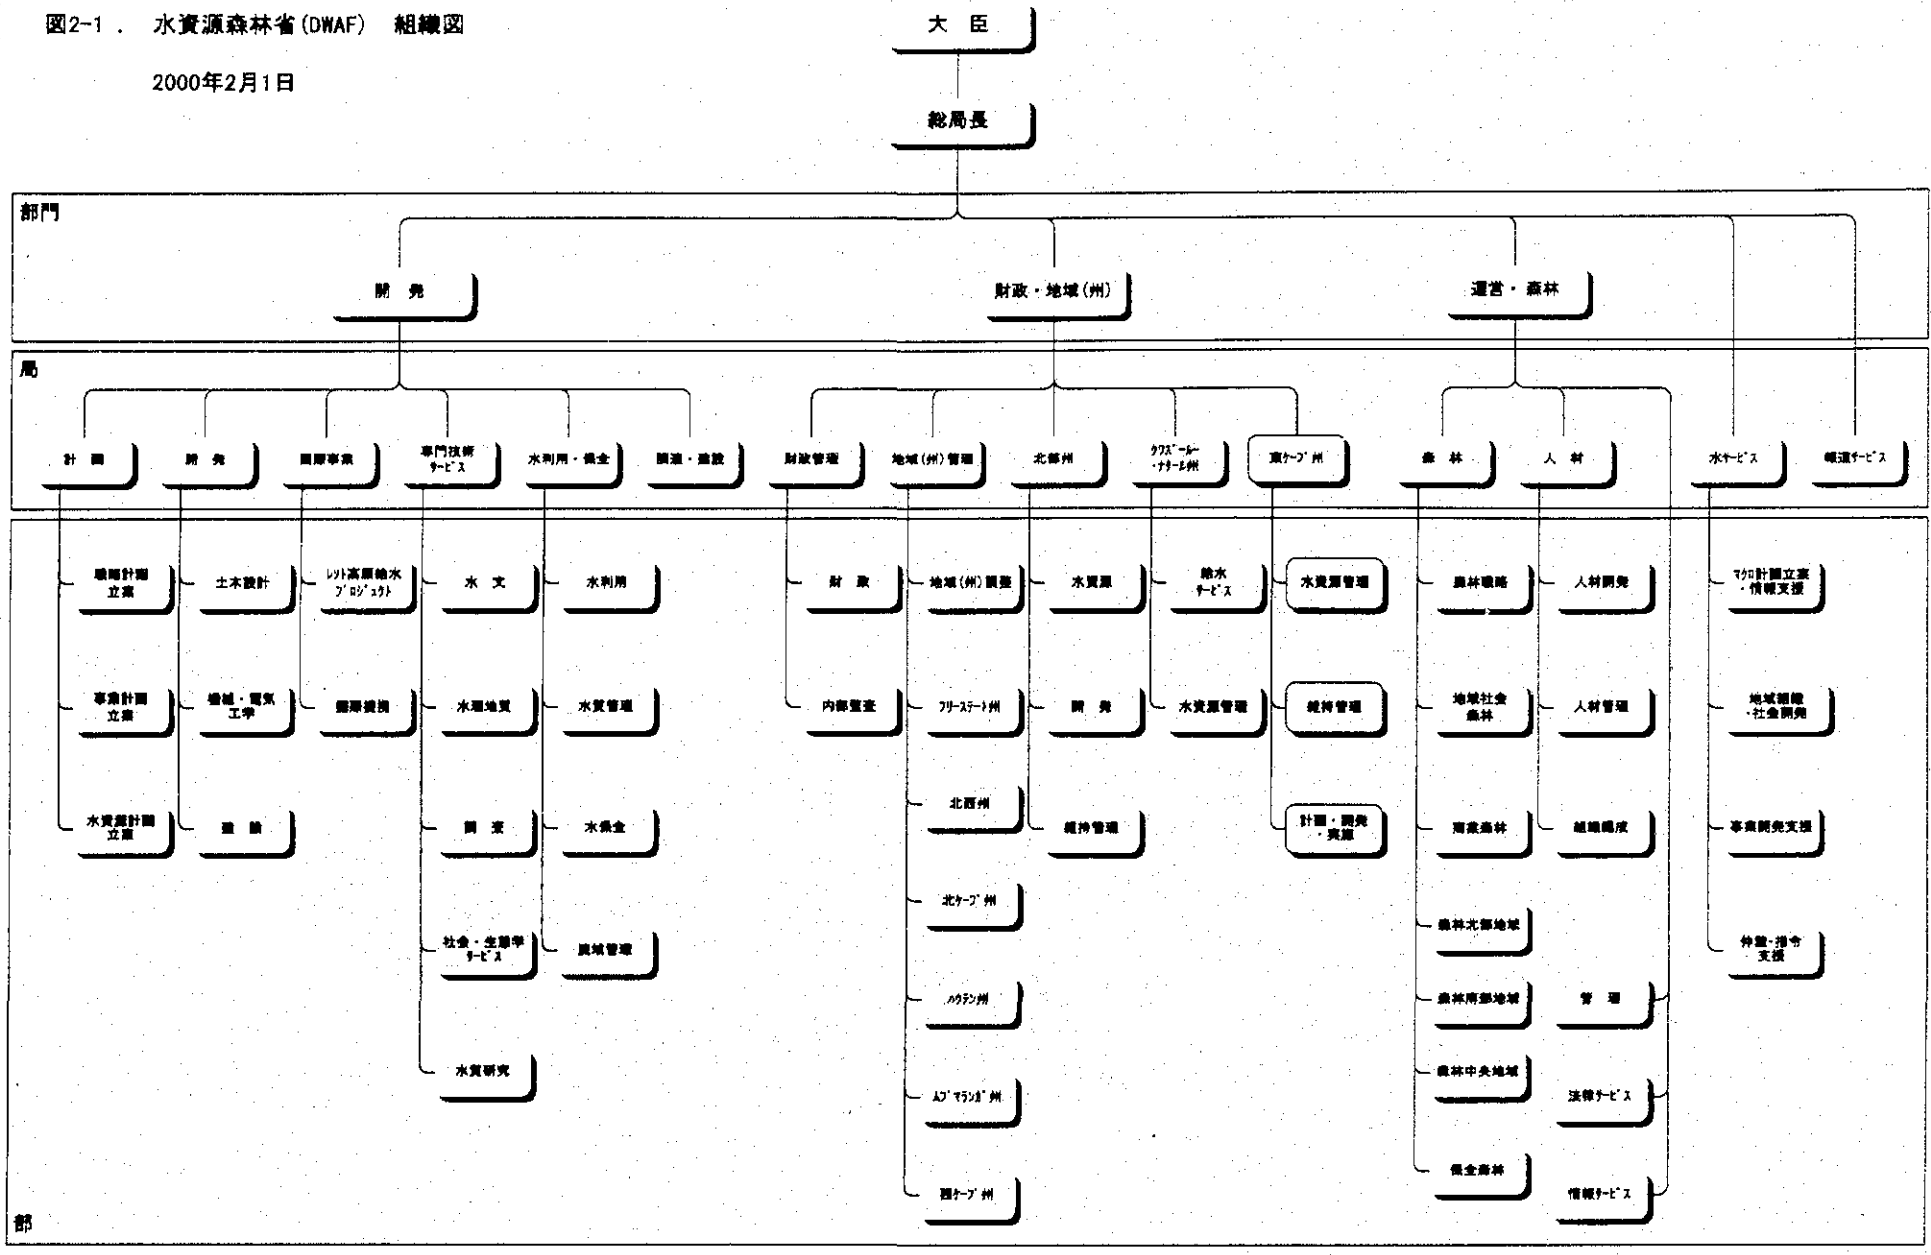 図2-1． 水資源森林省(DWAF) 組織図
2000年2月1日
大 臣
総局長
部門
開 発
財政・地域(州)
運営・森林
局
計 画
開 発
国際事業
専門技術
サービス
水利用・保全
調達・建設
財政管理
地域(州)管理
北部州
クワズールー
・ナタール州
東ケープ州
森 林
人 材
水サービス
報道サービス
戦略計画
立案
土木設計
レソト高原給水
プロジェクト
水 文
水利用
財 政
地域(州)調整
水資源
給水
サービス
水資源管理
森林戦略
人材開発
マクロ計画立案
・情報支援
事業計画
立案
機械・電気
工学
国際提携
水理地質
水質管理
内部監査
フリーステート州
開 発
水資源管理
維持管理
地域社会
森林
人材管理
地域組織
・社会開発
水資源計画
立案
建 設
調 査
水保全
北西州
維持管理
計画・開発
・実施
商業森林
組織編成
事業開発支援
社会・生態学
サービス
流域管理
北ケープ州
森林北部地域
仲裁・指令
支援
水質研究
ハウテン州
森林南部地域
管 理
ムプマランガ州
森林中央地域
法律サービス
西ケープ州
保全森林
情報サービス
部